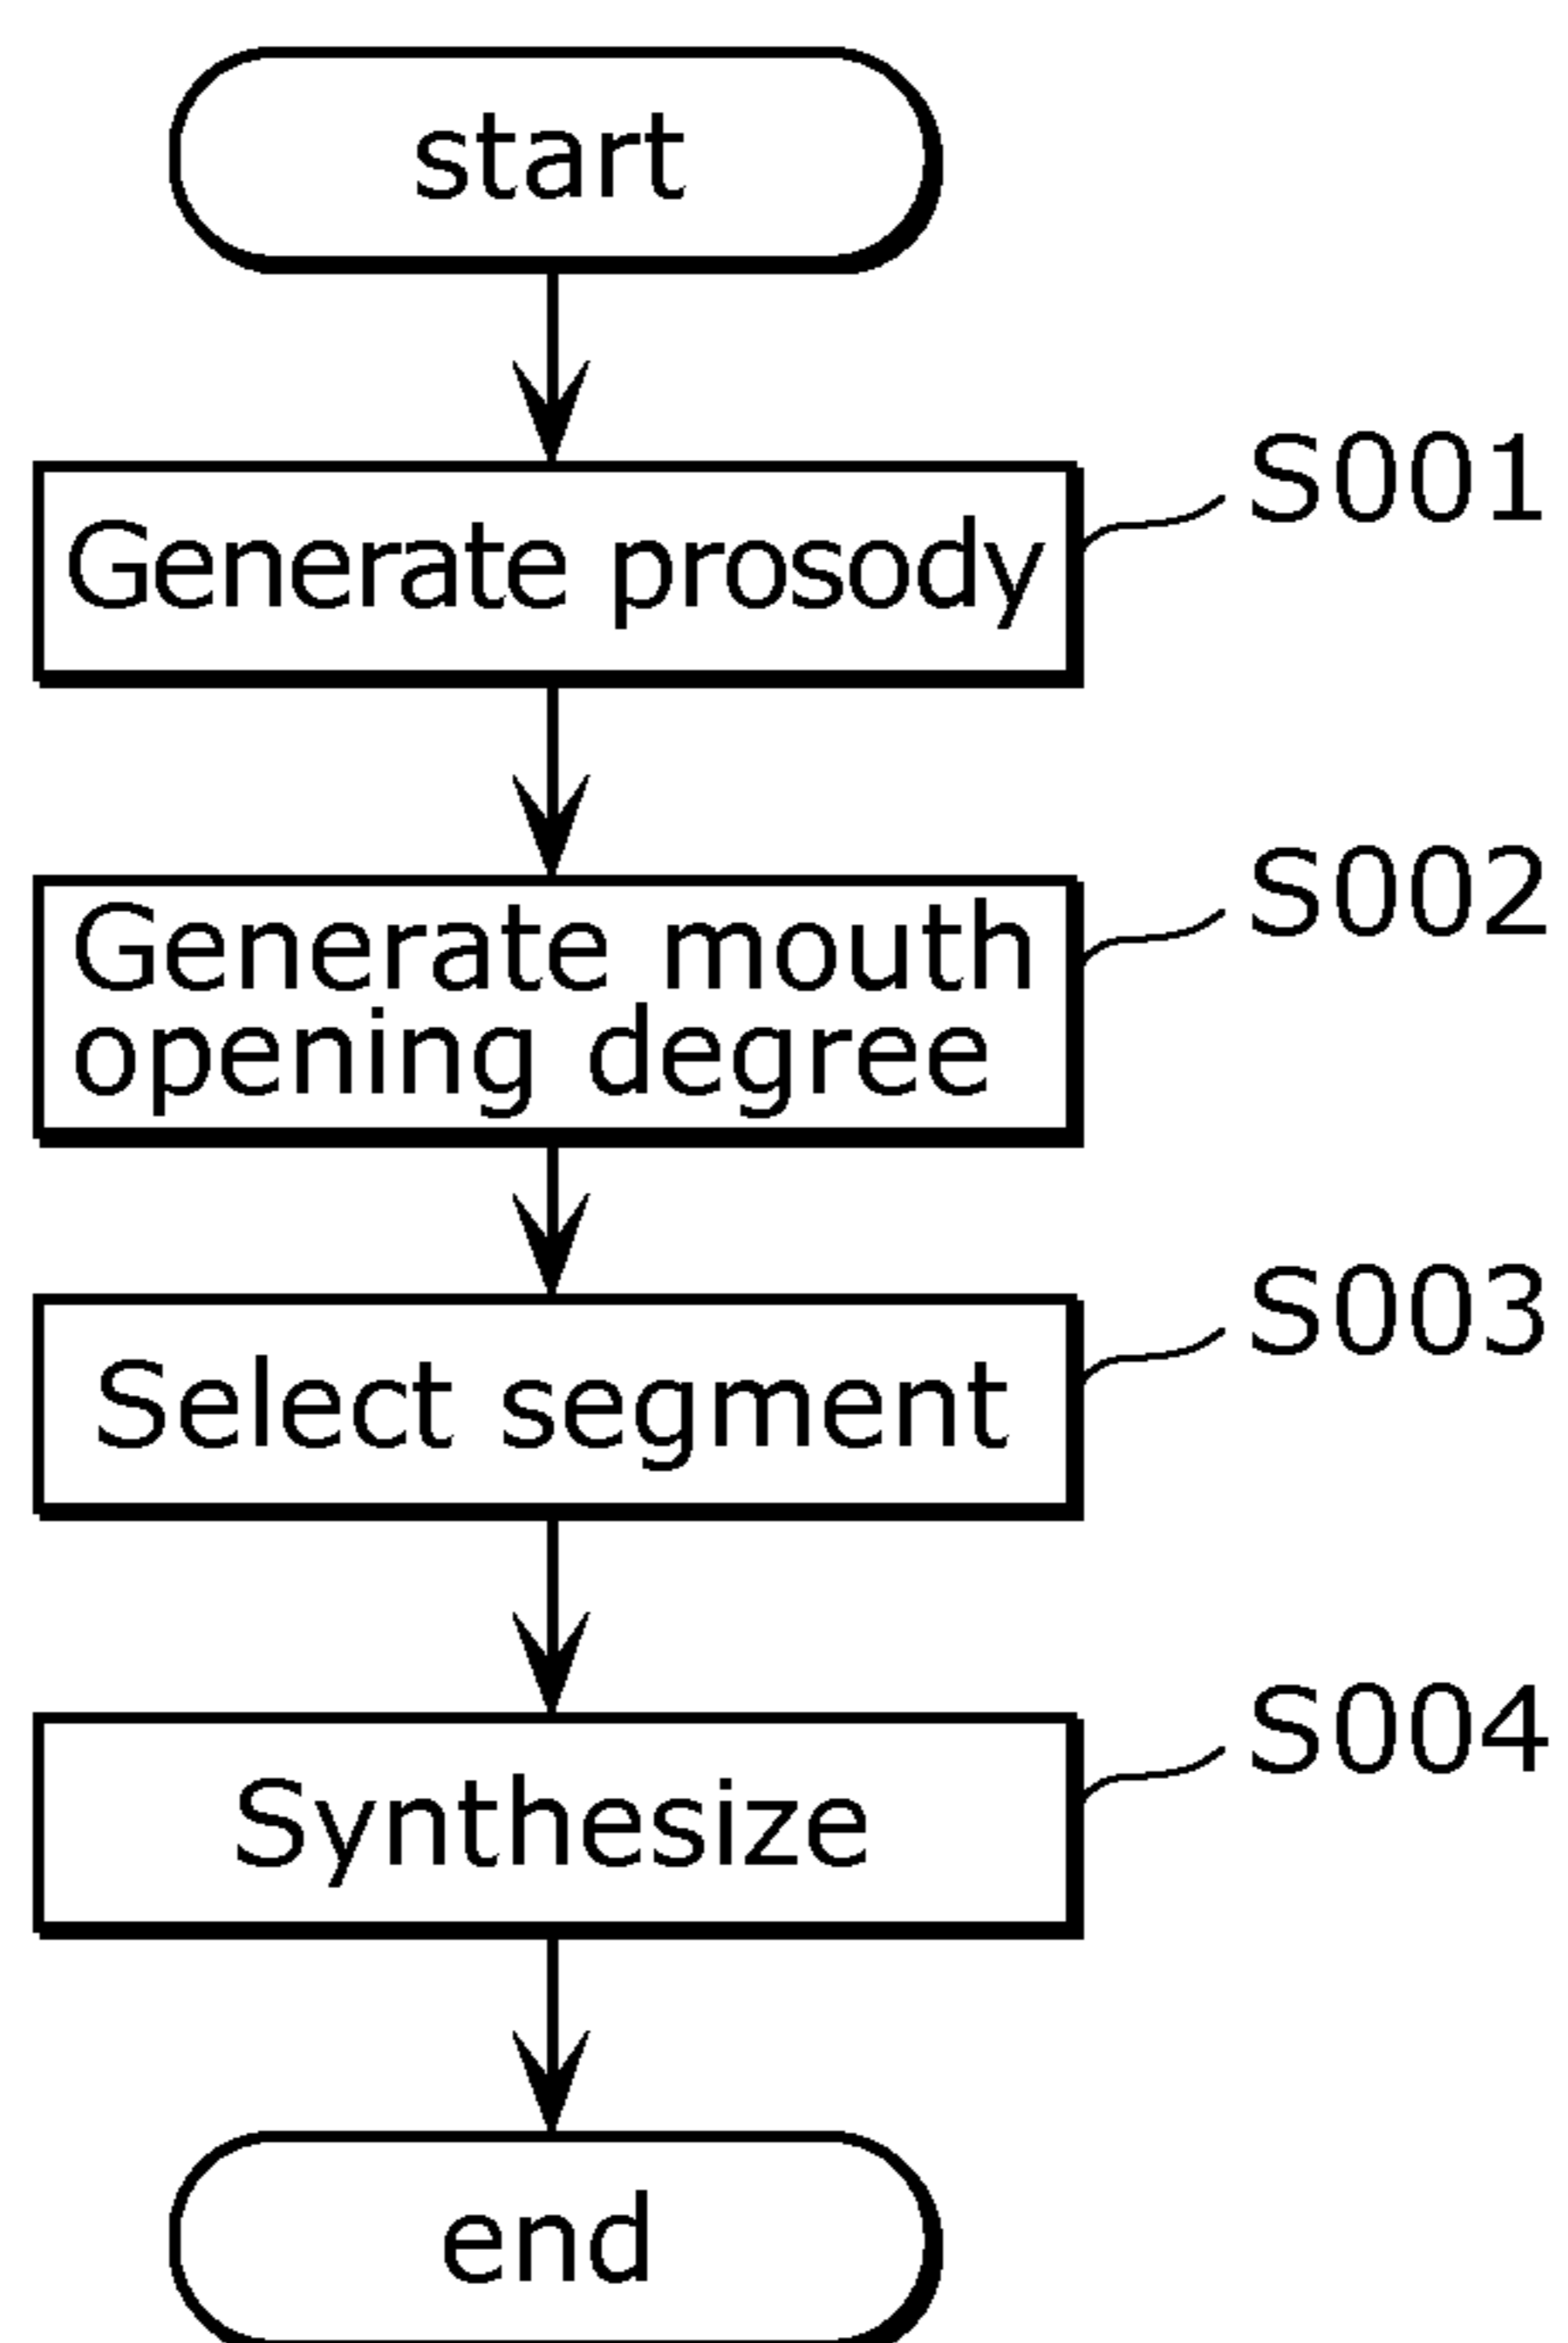 start
S001
Generate prosody
S002
Generate mouth
opening degree
S003
Select segment
S004
Synthesize
end